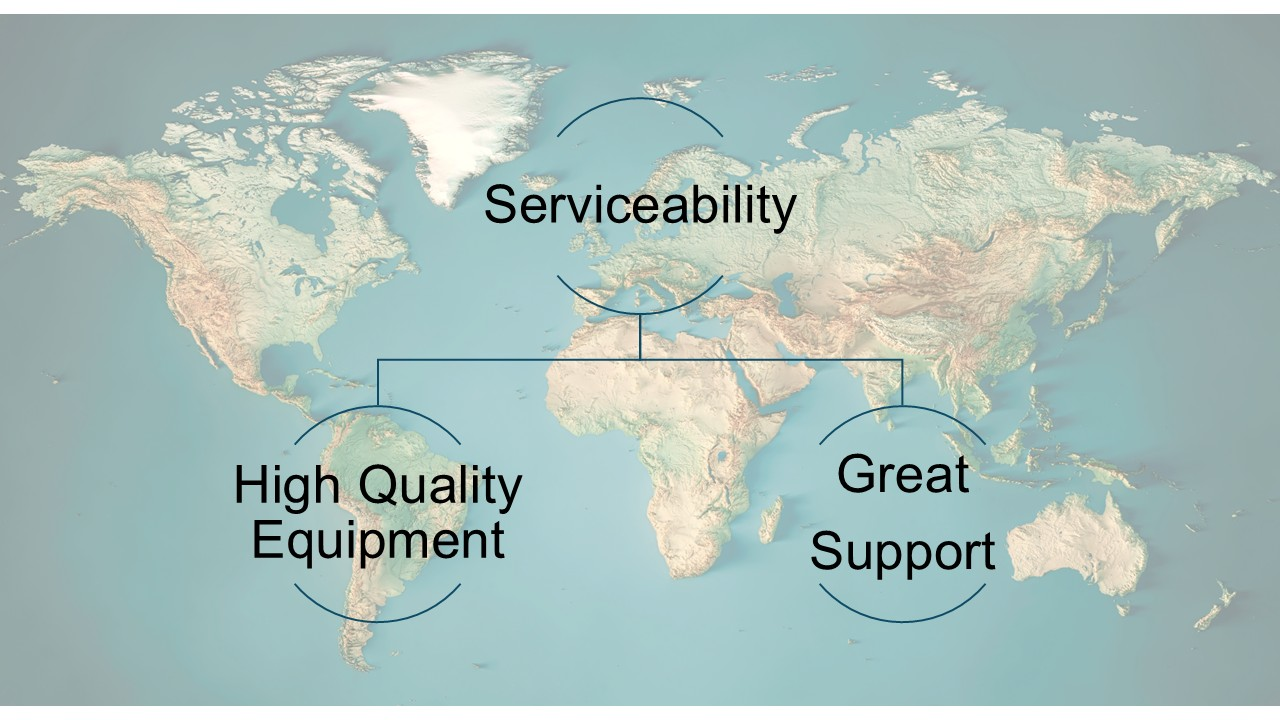 Serviceability
High Quality
Equipment
Great
Support